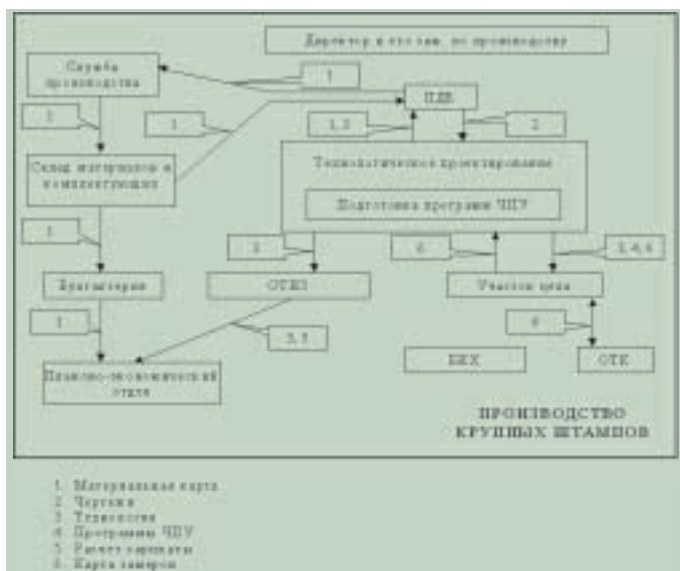 Директор и его зам. по производству
Служба
производства
1
ПДБ
1
1
1, 3
2
Склад материалов и
комплектующих
Технологическое проектирование
Подготовка программ ЧПУ
1
3
6
3, 4, 6
Бухгалтерия
ОТИЗ
Участки цеха
1
3, 5
6
БИХ
ОТК
Планово-экономический
отдел
ПРОИЗВОДСТВО
КРУПНЫХ ШТАМПОВ
1. Материальная карта
2. Чертежи
3. Технология
4. Программы ЧПУ
5. Расчет зарплаты
6. Карта замеров